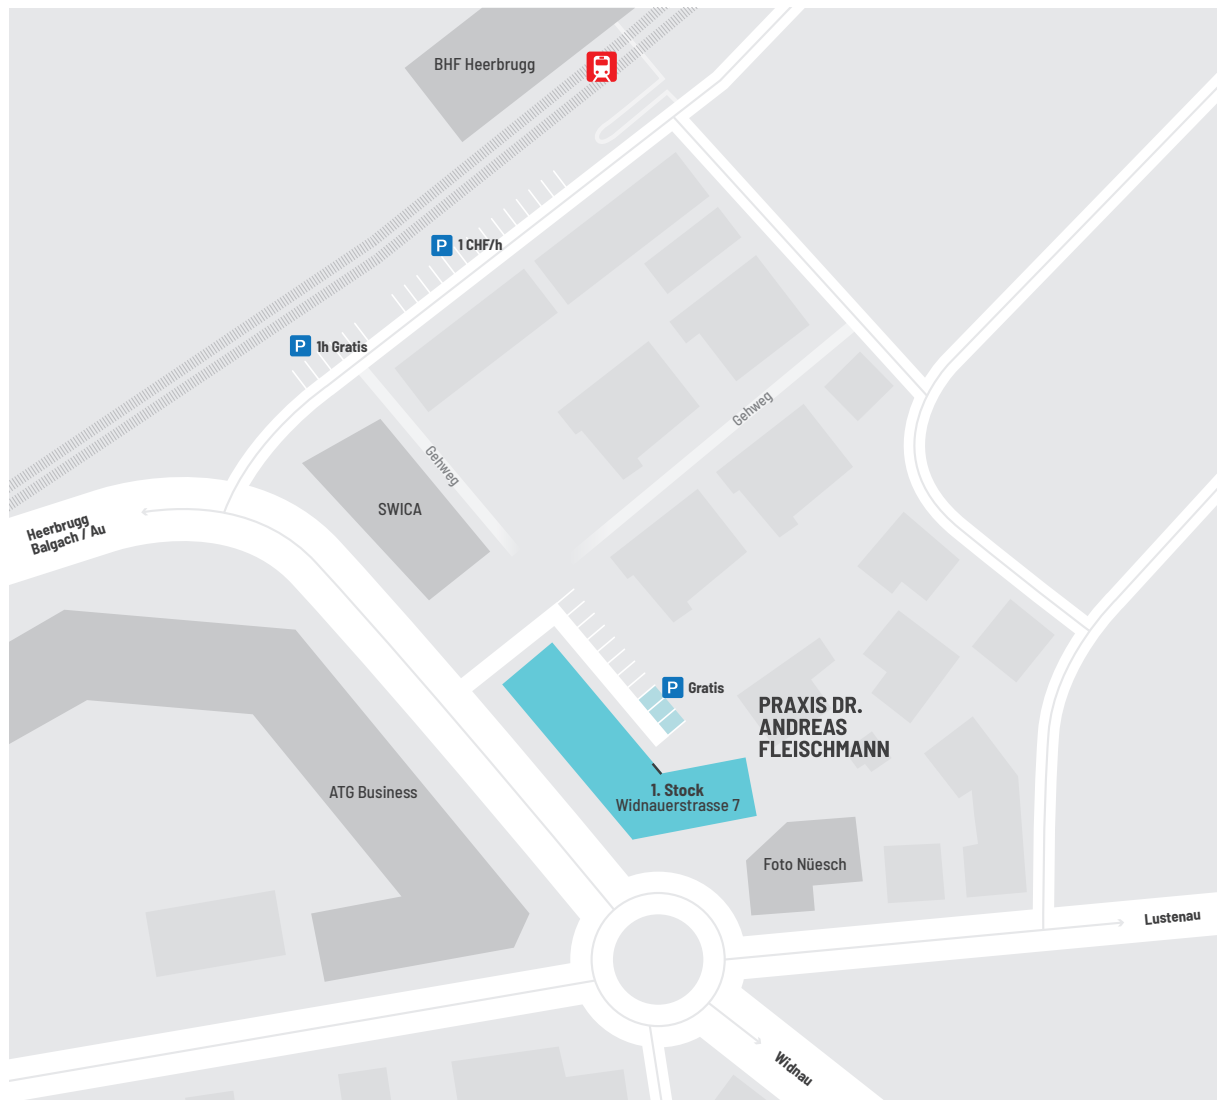 BHF Heerbrugg
P 1 CHF/h
P 1h Gratis
Gehweg
Gehweg
SWICA
Heerbrugg
Balgach / Au
P Gratis
PRAXIS DR.
ANDREAS
FLEISCHMANN
1. Stock
Widnauerstrasse 7
ATG Business
Foto Nüesch
Lustenau
Widnau